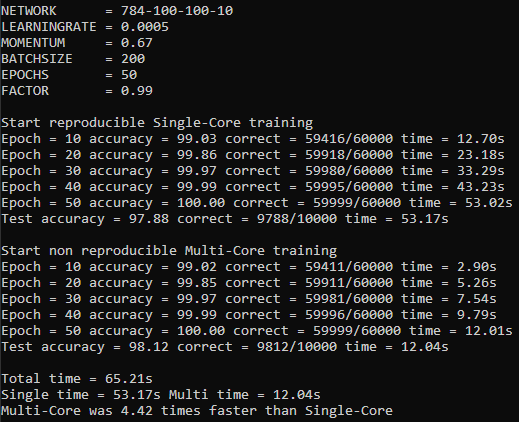 NETWORK      = 784-100-100-10
LEARNINGRATE = 0.0005
MOMENTUM     = 0.67
BATCHSIZE    = 200
EPOCHS       = 50
FACTOR       = 0.99

Start reproducible Single-Core training
Epoch = 10 accuracy = 99.03 correct = 59416/60000 time = 12.70s
Epoch = 20 accuracy = 99.86 correct = 59918/60000 time = 23.18s
Epoch = 30 accuracy = 99.97 correct = 59980/60000 time = 33.29s
Epoch = 40 accuracy = 99.99 correct = 59995/60000 time = 43.23s
Epoch = 50 accuracy = 100.00 correct = 59999/60000 time = 53.02s
Test accuracy = 97.88 correct = 9788/10000 time = 53.17s

Start non reproducible Multi-Core training
Epoch = 10 accuracy = 99.02 correct = 59411/60000 time = 2.90s
Epoch = 20 accuracy = 99.85 correct = 59911/60000 time = 5.26s
Epoch = 30 accuracy = 99.97 correct = 59981/60000 time = 7.54s
Epoch = 40 accuracy = 99.99 correct = 59996/60000 time = 9.79s
Epoch = 50 accuracy = 100.00 correct = 59999/60000 time = 12.01s
Test accuracy = 98.12 correct = 9812/10000 time = 12.04s

Total time = 65.21s
Single time = 53.17s Multi time = 12.04s
Multi-Core was 4.42 times faster than Single-Core